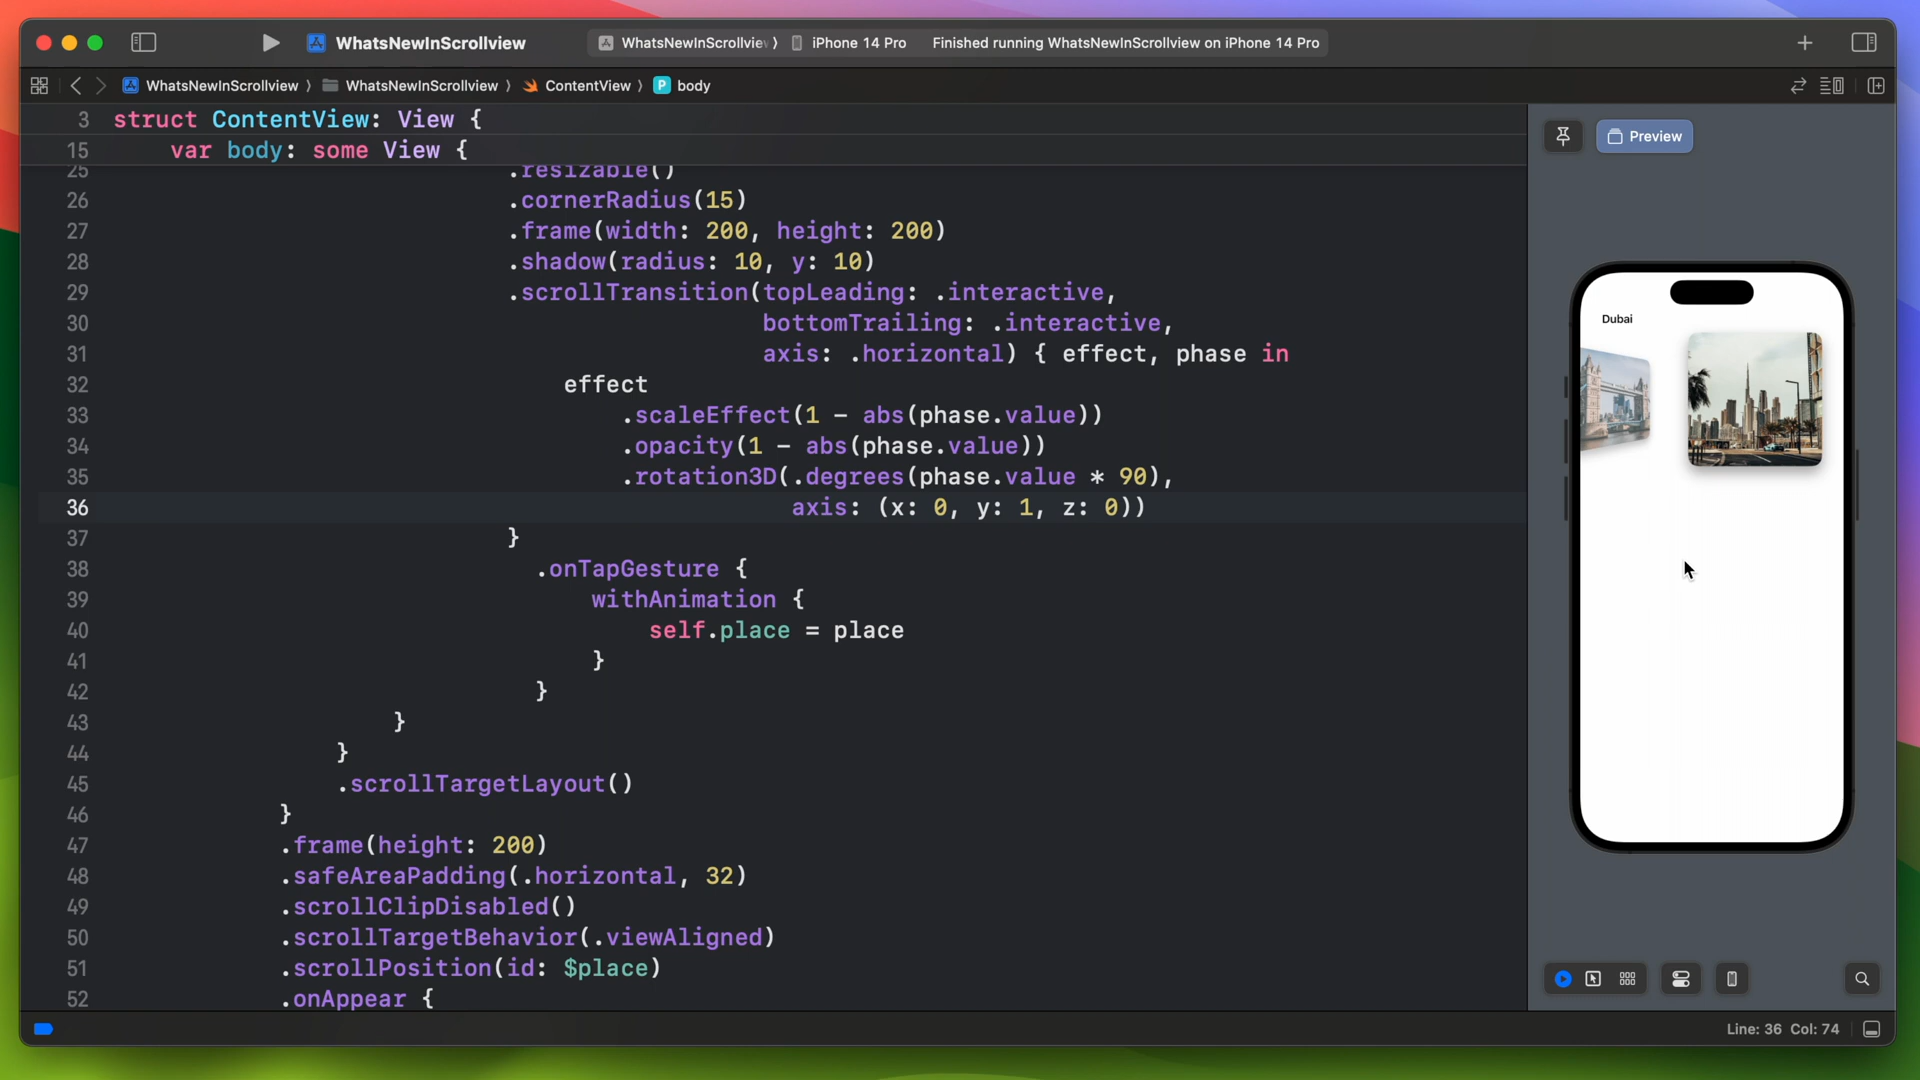 WhatsNewInScrollview
WhatsNewInScrollview 〉 iPhone 14 Pro Finished running WhatsNewInScrollview on iPhone 14 Pro
WhatsNewInScrollview 〉 WhatsNewInScrollview 〉 ContentView 〉 P body
3 struct ContentView: View {
15 var body: some View {
25 .resizable()
26 .cornerRadius(15)
27 .frame(width: 200, height: 200)
28 .shadow(radius: 10, y: 10)
29 .scrollTransition(topLeading: .interactive,
30 bottomTrailing: .interactive,
31 axis: .horizontal) { effect, phase in
32 effect
33 .scaleEffect(1 - abs(phase.value))
34 .opacity(1 - abs(phase.value))
35 .rotation3D(.degrees(phase.value * 90),
36 axis: (x: 0, y: 1, z: 0))
37 }
38 .onTapGesture {
39 withAnimation {
40 self.place = place
41 }
42 }
43 }
44 }
45 .scrollTargetLayout()
46 }
47 .frame(height: 200)
48 .safeAreaPadding(.horizontal, 32)
49 .scrollClipDisabled()
50 .scrollTargetBehavior(.viewAligned)
51 .scrollPosition(id: $place)
52 .onAppear {
Preview
Dubai
Line: 36 Col: 74